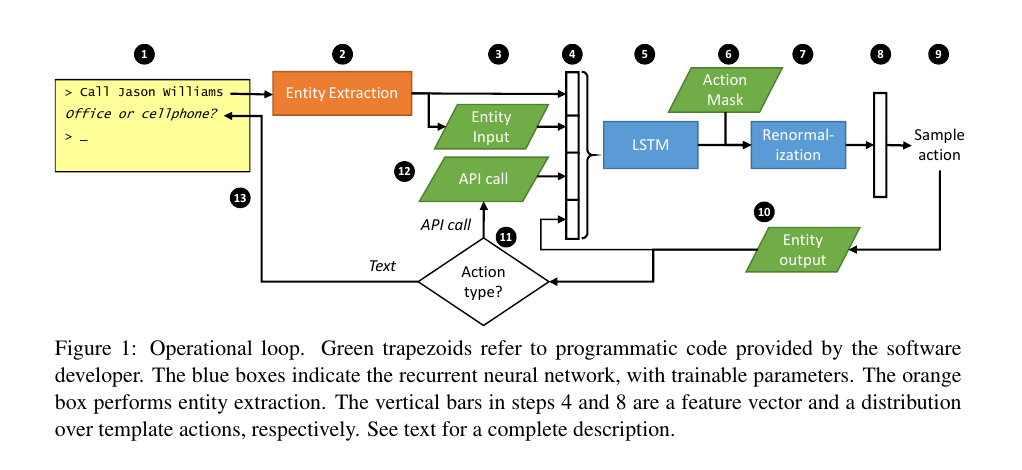 1 2 3 4 5 6 7 8 9
> Call Jason Williams
Office or cellphone?
> _
Entity Extraction
Entity
Input
12
API call
LSTM
Action
Mask
Renormal-
ization
Sample
action
13
API call
11
10
Entity
output
Text
Action
type?
Figure 1: Operational loop. Green trapezoids refer to programmatic code provided by the software
developer. The blue boxes indicate the recurrent neural network, with trainable parameters. The orange
box performs entity extraction. The vertical bars in steps 4 and 8 are a feature vector and a distribution
over template actions, respectively. See text for a complete description.